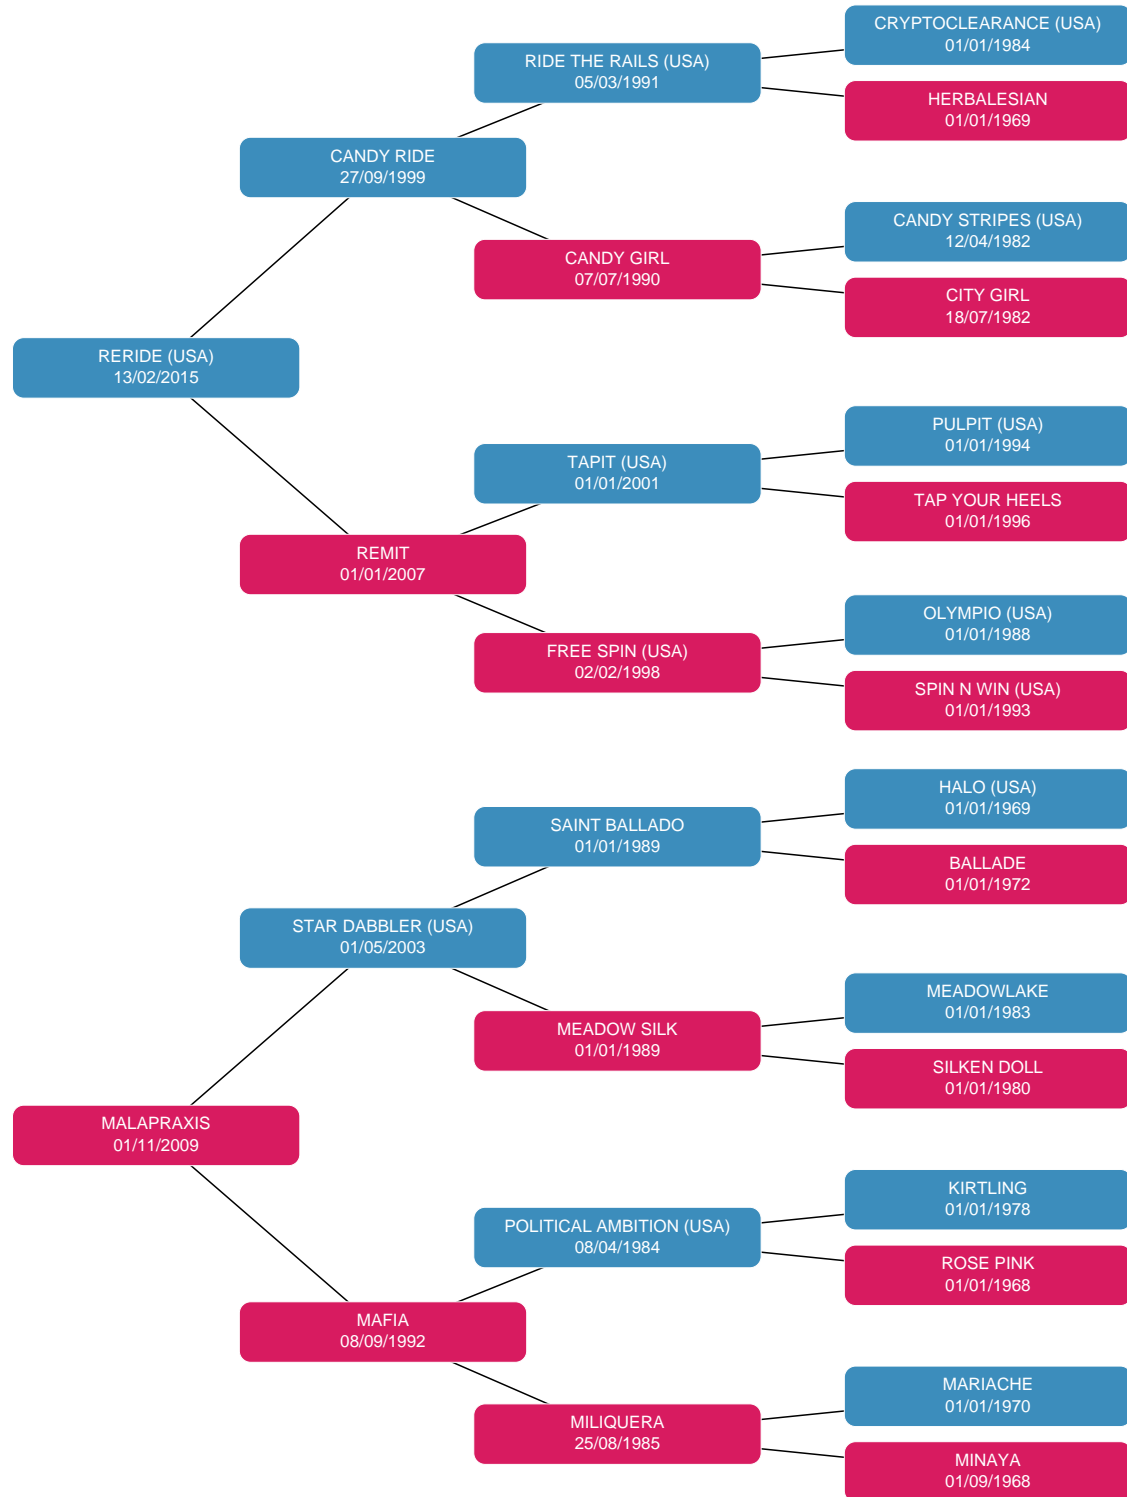 CRYPTOCLEARANCE (USA)
01/01/1984
RIDE THE RAILS (USA)
05/03/1991
HERBALESIAN
01/01/1969
CANDY RIDE
27/09/1999
CANDY STRIPES (USA)
12/04/1982
CANDY GIRL
07/07/1990
CITY GIRL
18/07/1982
RERIDE (USA)
13/02/2015
PULPIT (USA)
01/01/1994
TAPIT (USA)
01/01/2001
TAP YOUR HEELS
01/01/1996
REMIT
01/01/2007
OLYMPIO (USA)
01/01/1988
FREE SPIN (USA)
02/02/1998
SPIN N WIN (USA)
01/01/1993
HALO (USA)
01/01/1969
SAINT BALLADO
01/01/1989
BALLADE
01/01/1972
STAR DABBLER (USA)
01/05/2003
MEADOWLAKE
01/01/1983
MEADOW SILK
01/01/1989
SILKEN DOLL
01/01/1980
MALAPRAXIS
01/11/2009
KIRTLING
01/01/1978
POLITICAL AMBITION (USA)
08/04/1984
ROSE PINK
01/01/1968
MAFIA
08/09/1992
MARIACHE
01/01/1970
MILIQUERA
25/08/1985
MINAYA
01/09/1968